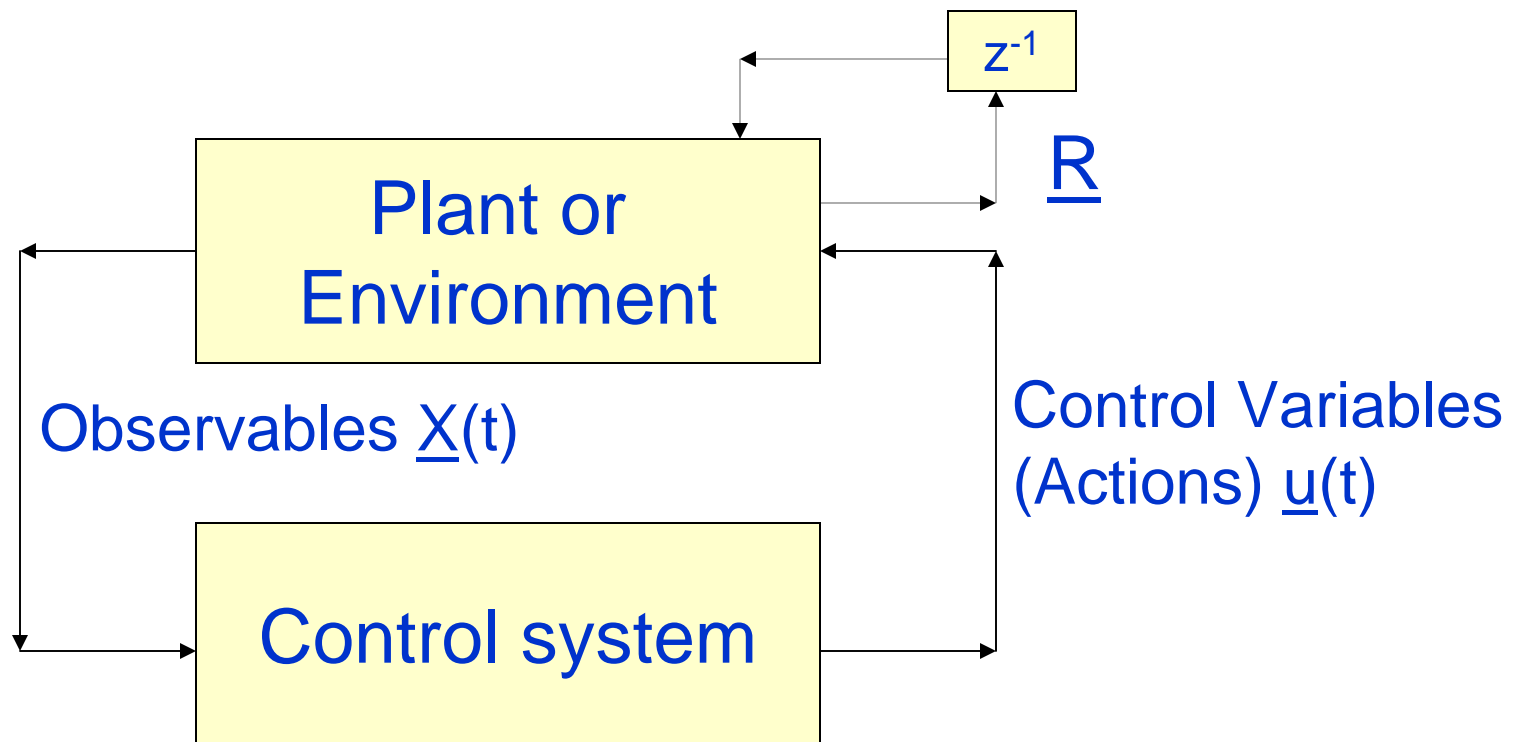 z⁻¹
R
Plant or
Environment
Observables X(t)
Control Variables
(Actions) u(t)
Control system